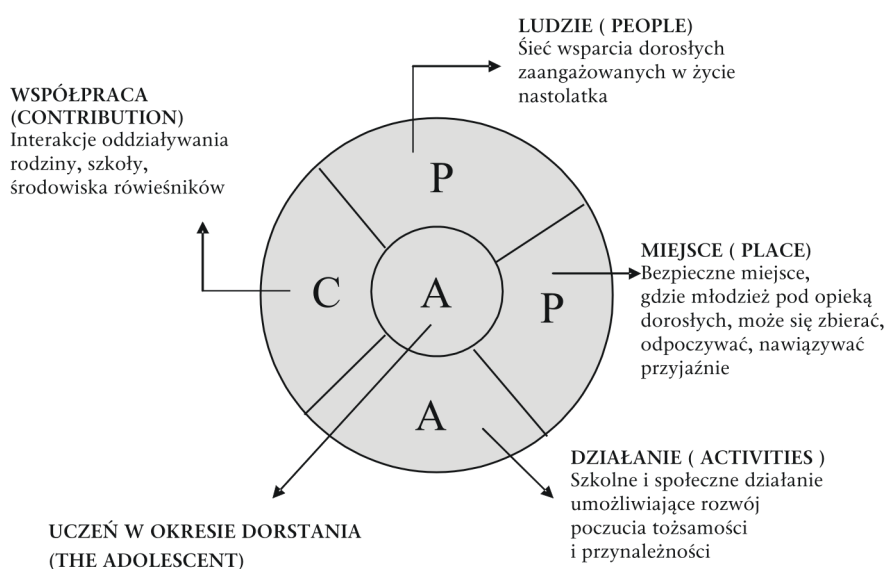 LUDZIE ( PEOPLE)
Śieć wsparcia dorosłych
zaangażowanych w życie
nastolatka
WSPÓŁPRACA
(CONTRIBUTION)
Interakcje oddziaływania
rodziny, szkoły,
środowiska rówieśników
P
MIEJSCE ( PLACE)
Bezpieczne miejsce,
gdzie młodzież pod opieką
dorosłych, może się zbierać,
odpoczywać, nawiązywać
przyjaźnie
C
A
P
A
DZIAŁANIE ( ACTIVITIES )
Szkolne i społeczne działanie
umożliwiające rozwój
poczucia tożsamości
i przynależności
UCZEŃ W OKRESIE DORSTANIA
(THE ADOLESCENT)